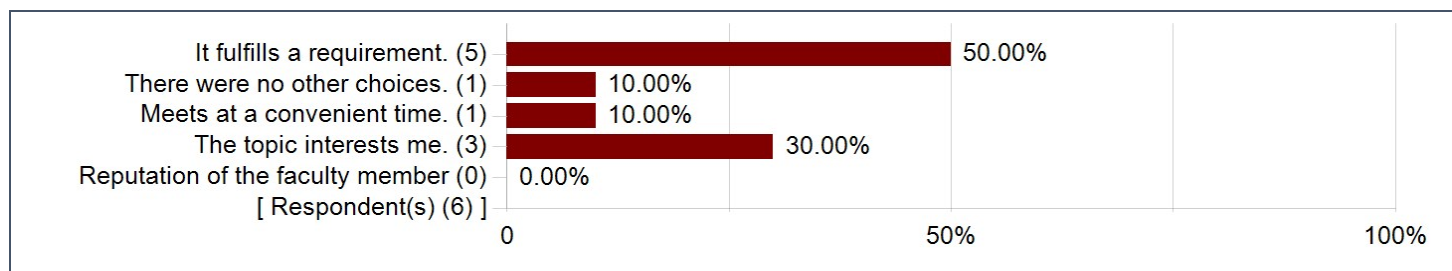 It fulfills a requirement. (5) 50.00%
There were no other choices. (1) 10.00%
Meets at a convenient time. (1) 10.00%
The topic interests me. (3) 30.00%
Reputation of the faculty member (0) 0.00%
[ Respondent(s) (6) ]
0 50% 100%